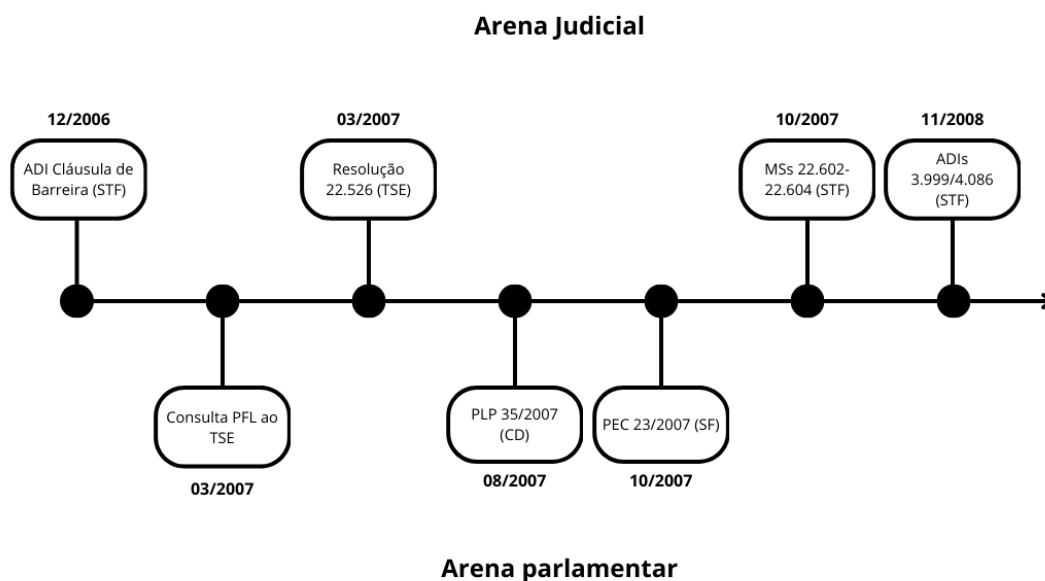 Arena Judicial
12/2006
ADI Cláusula de
Barreira (STF)
03/2007
Resolução
22.526 (TSE)
10/2007
MSs 22.602-
22.604 (STF)
11/2008
ADIs
3.999/4.086
(STF)
Consulta PFL ao
TSE
03/2007
PLP 35/2007
(CD)
08/2007
PEC 23/2007 (SF)
10/2007
Arena parlamentar